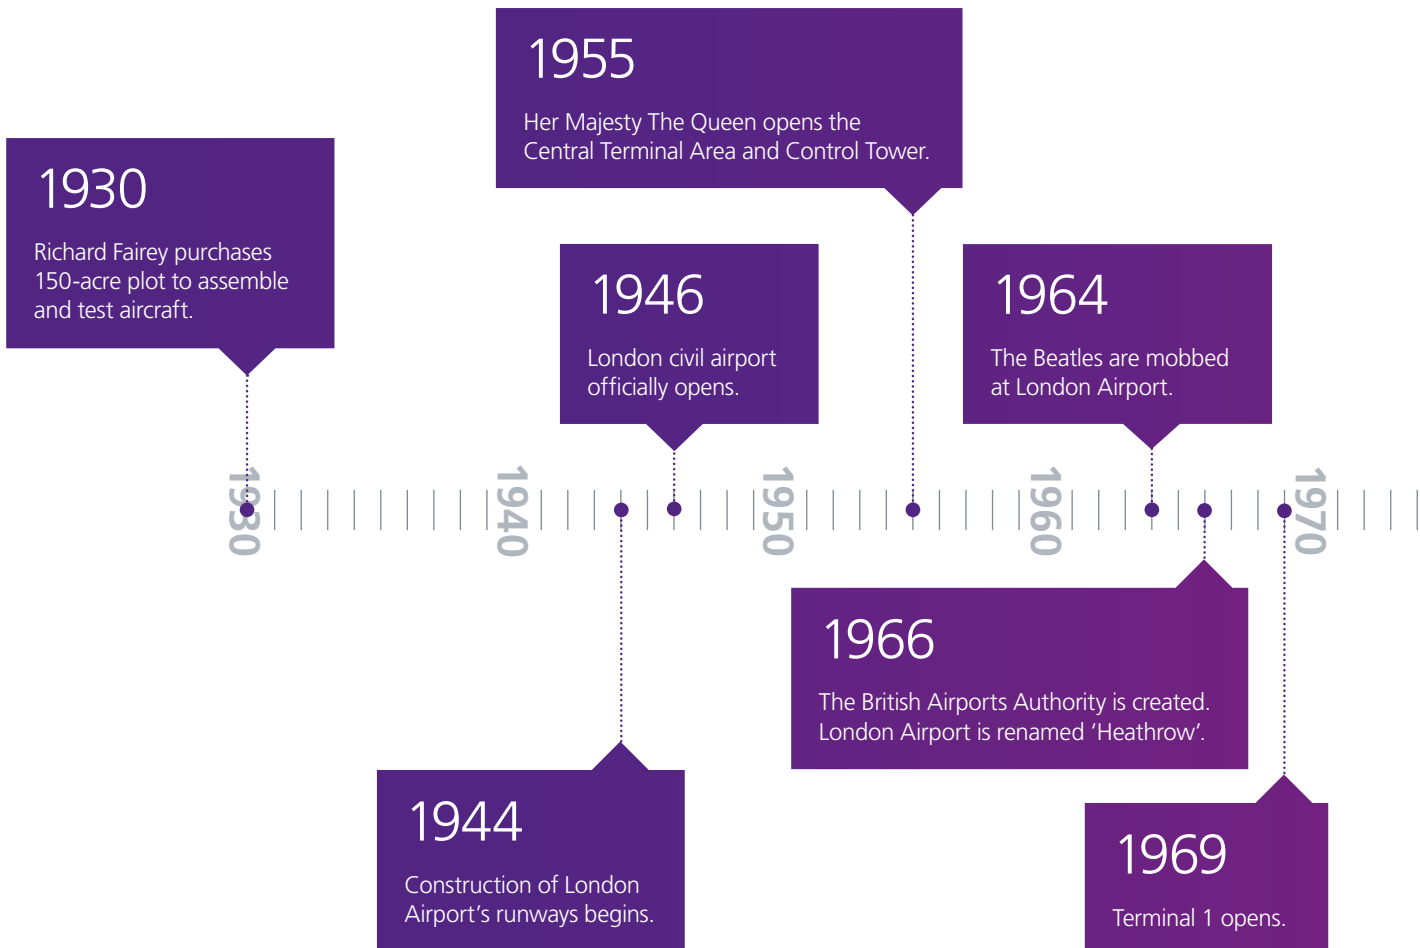 1955
Her Majesty The Queen opens the
Central Terminal Area and Control Tower.
1930
Richard Fairey purchases
150-acre plot to assemble
and test aircraft.
1946
London civil airport
officially opens.
1964
The Beatles are mobbed
at London Airport.
1930
1940
1950
1960
1970
1966
The British Airports Authority is created.
London Airport is renamed ‘Heathrow’.
1944
Construction of London
Airport’s runways begins.
1969
Terminal 1 opens.